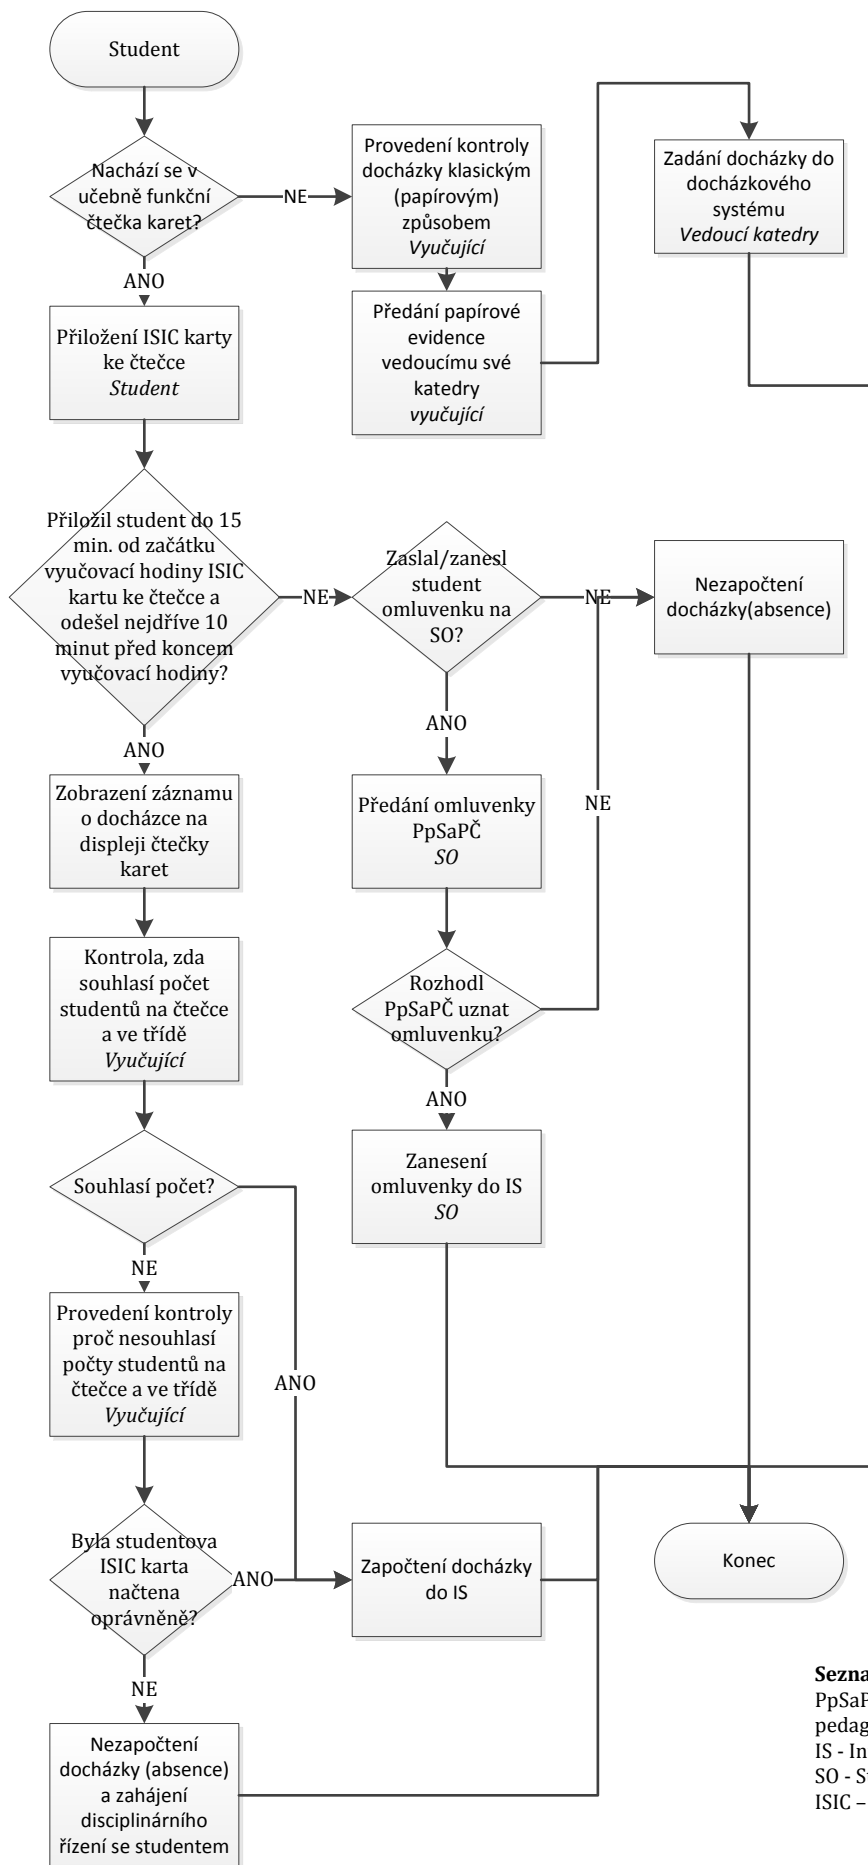 Student
Nachází se v
učebně funkční
čtečka karet?
NE
ANO
Provedení kontroly
docházky klasickým
(papírovým)
způsobem
Vyučující
Předání papírové
evidence
vedoucímu své
katedry
vyučující
Zadání docházky do
docházkového
systému
Vedoucí katedry
Přiložení ISIC karty
ke čtečce
Student
Přiložil student do 15
min. od začátku
vyučovací hodiny ISIC
kartu ke čtečce a
odešel nejdříve 10
minut před koncem
vyučovací hodiny?
NE
ANO
Zaslal/zanesl
student
omluvenku na
SO?
NE
ANO
Nezapočtení
docházky(absence)
Zobrazení záznamu
o docházce na
displeji čtečky
karet
Předání omluvenky
PpSaPČ
SO
NE
Kontrola, zda
souhlasí počet
studentů na čtečce
a ve třídě
Vyučující
Rozhodl
PpSaPČ uznat
omluvenku?
ANO
Zanesení
omluvenky do IS
SO
Souhlasí počet?
NE
ANO
Provedení kontroly
proč nesouhlasí
počty studentů na
čtečce a ve třídě
Vyučující
Byla studentova
ISIC karta
načtena
oprávněně?
ANO
NE
Započtení docházky
do IS
Konec
Nezapočtení
docházky (absence)
a zahájení
disciplinárního
řízení se studentem
Sezna
PpSaP
pedag
IS - In
SO - S
ISIC –